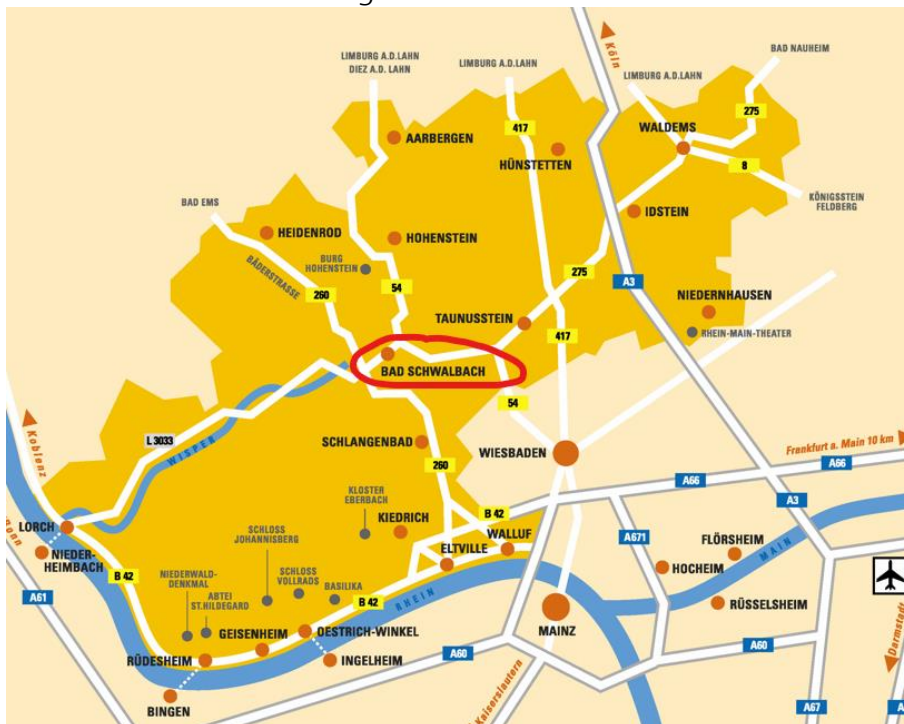 LIMBURG A.D.LAHN
DIEZ A.D. LAHN
LIMBURG A.D.LAHN
Köln
LIMBURG A.D.LAHN
BAD NAUHEIM
417
275
WALDEMS
AARBERGEN
HÜNSTETTEN
8
KÖNIGSSTEIN
FELDBERG
BAD EMS
IDSTEIN
HEIDENROD
HOHENSTEIN
BURG
HOHENSTEIN
BÄDERSTRASSE
260
54
275
A3
NIEDERNHAUSEN
TAUNUSSTEIN
RHEIN-MAIN-THEATER
417
BAD SCHWALBACH
54
L 3033
WISPER
SCHLANGENBAD
WIESBADEN
Frankfurt a. Main 10 km
Koblenz
260
A66
A66
KLOSTER
EBERBACH
A3
LORCH
SCHLOSS
JOHANNISBERG
KIEDRICH
B 42
WALLUF
A671
FLÖRSHEIM
MAIN
NIEDER-
HEIMBACH
ELTVILLE
HOCHEIM
B 42
NIEDERWALD-
DENKMAL
SCHLOSS
VOLLRADS
BASILIKA
A61
ABTEI
ST.HILDEGARD
B 42
RHEIN
RÜSSELSHEIM
GEISENHEIM
OESTRICH-WINKEL
MAINZ
RÜDESHEIM
INGELHEIM
A60
A60
Darmstadt
BINGEN
Kaiserslautern
A67